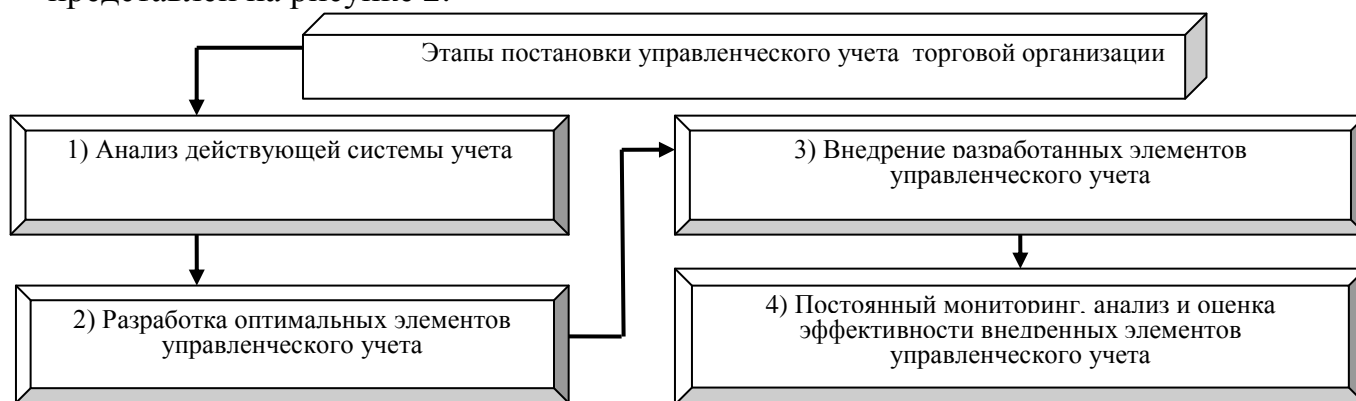 представлен на рисунке 2.
Этапы постановки управленческого учета торговой организации
1) Анализ действующей системы учета
2) Разработка оптимальных элементов
управленческого учета
3) Внедрение разработанных элементов
управленческого учета
4) Постоянный мониторинг, анализ и оценка
эффективности внедренных элементов
управленческого учета